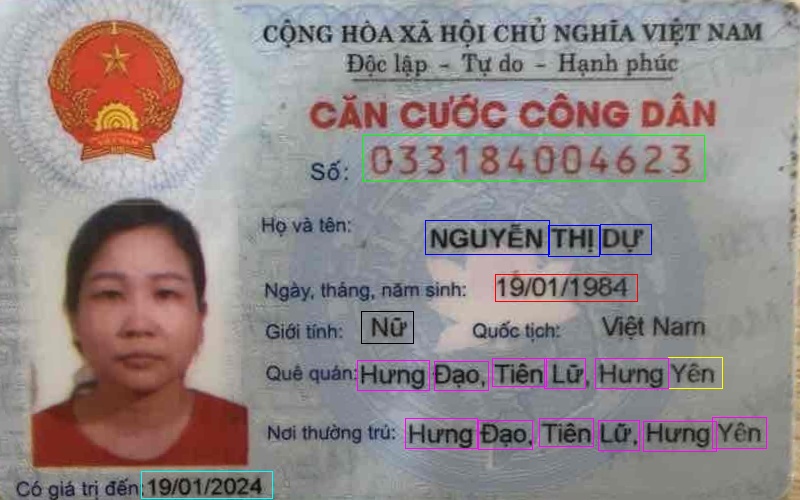 CỘNG HÒA XÃ HỘI CHỦ NGHĨA VIỆT NAM
Độc lập - Tự do - Hạnh phúc
CĂN CƯỚC CÔNG DÂN
Số: 033184004623
Họ và tên: NGUYỄN THỊ DỰ
Ngày, tháng, năm sinh: 19/01/1984
Giới tính: Nữ Quốc tịch: Việt Nam
Quê quán: Hưng Đạo, Tiên Lữ, Hưng Yên
Nơi thường trú: Hưng Đạo, Tiên Lữ, Hưng Yên
Có giá trị đến 19/01/2024